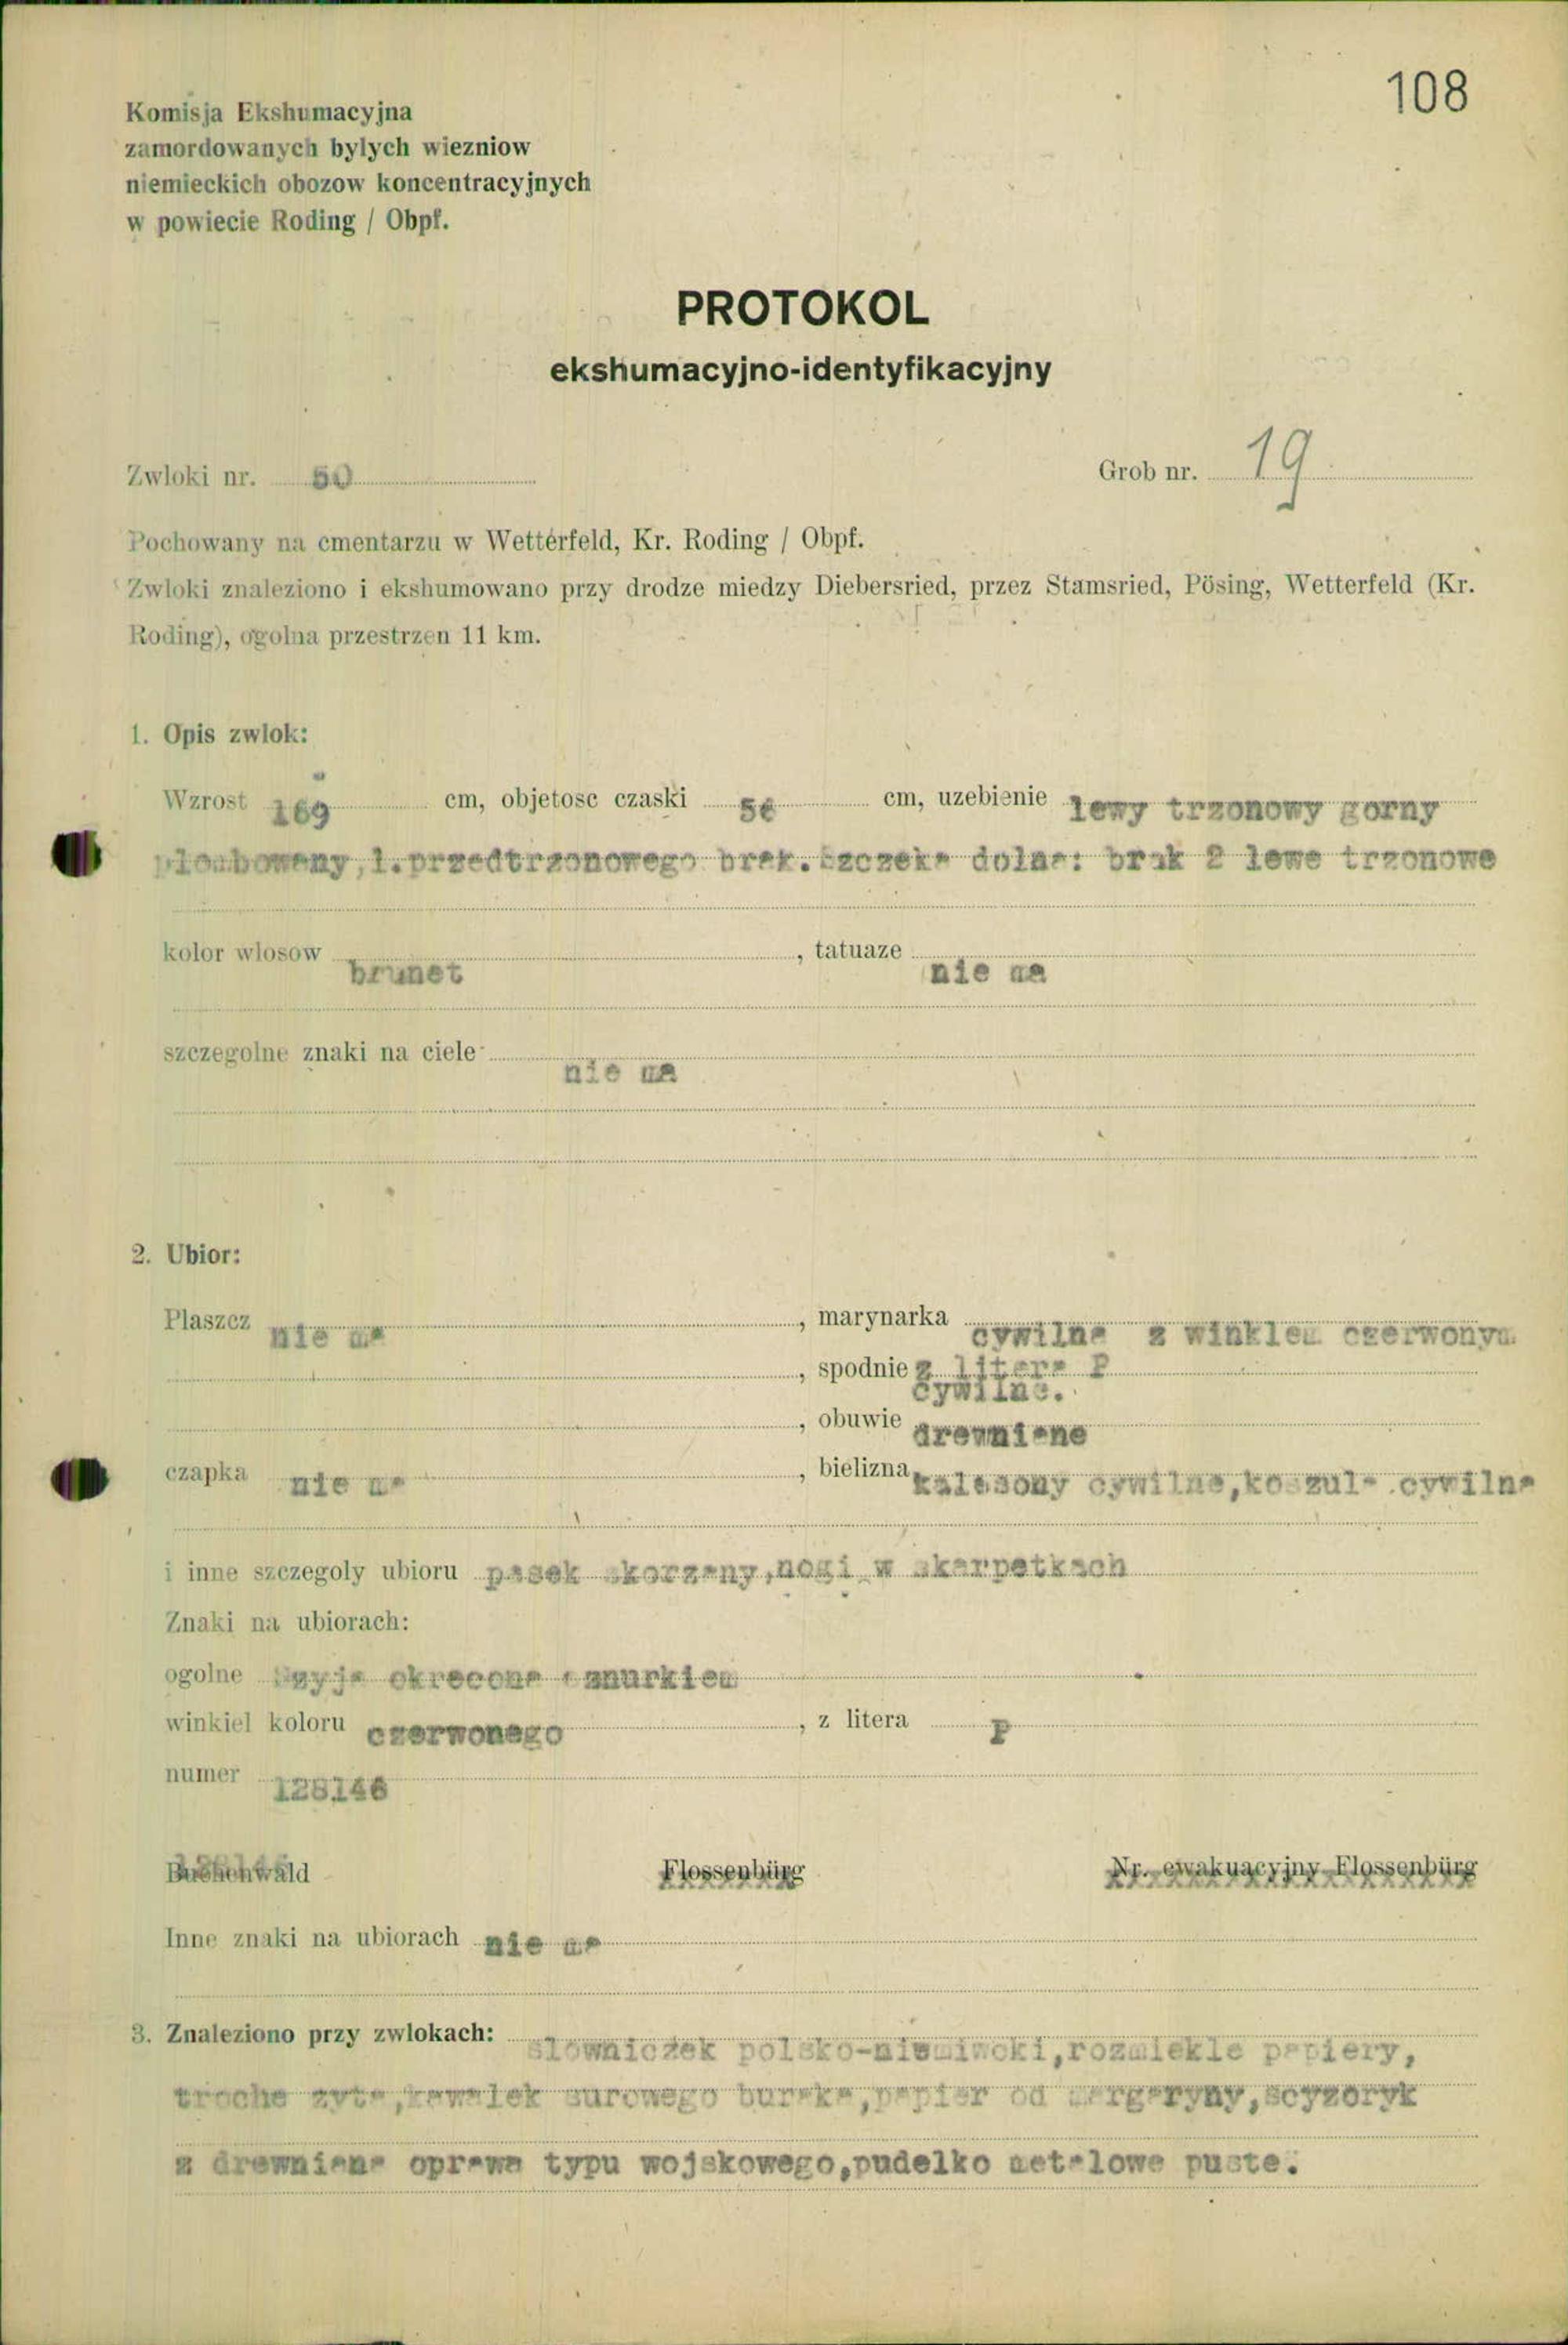 108
Komisja Ekshumacyjna
zamordowanych bylych wiezniow
niemieckich obozow koncentracyjnych
w powiecie Roding / Obpf.
PROTOKOL
ekshumacyjno-identyfikacyjny
Zwloki nr. 50 Grob nr. 19
Pochowany na cmentarzu w Wetterfeld, Kr. Roding / Obpf.
Zwloki znaleziono i ekshumowano przy drodze miedzy Diebersried, przez Stamsried, Pösing, Wetterfeld (Kr.
Roding), ogolna przestrzen 11 km.
1. Opis zwlok:
Wzrost 169 cm, objetosc czaski cm, uzebienie lewy trzonowy gorny
plombowany,1.przedtrzonowego brak.Szczeka dolna: brak 2 lewe trzonowe
kolor wlosow brunet , tatuaze nie ma
szczegolne znaki na ciele nie ma
2. Ubior:
Plaszcz nie ma , marynarka cywilna z winklem czerwonym
, spodnie z litera P
cywilne.
, obuwie drewniane
czapka nie ma , bielizna kalesony cywilne,koszula cywilna
i inne szczegoly ubioru pasek skorzany,nogi w skarpetkach
Znaki na ubiorach:
ogolne Szyja okrecona sznurkiem
winkiel koloru czerwonego , z litera P
numer 128146
Buchenwald Flossenbürg Nr. ewakuacyjny Flossenbürg
Inne znaki na ubiorach nie ma
3. Znaleziono przy zwlokach: slowniczek polsko-niemiecki,rozmiekle papiery,
troche zyta,kawalek surowego buraka,papier od margaryny,scyzoryk
z drewniana oprawa typu wojskowego,pudelko metalowe puste.